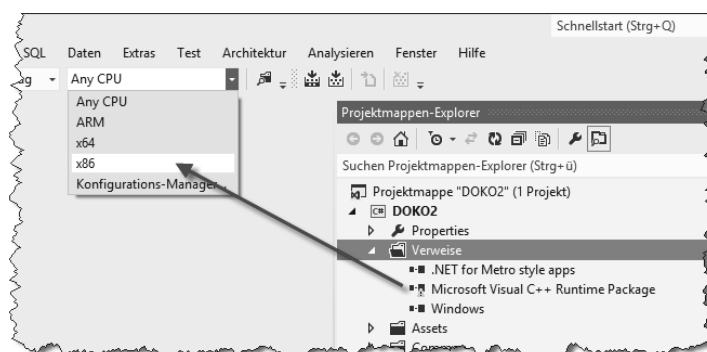 Schnellstart (Strg+Q)
SQL Daten Extras Test Architektur Analysieren Fenster Hilfe
ag Any CPU
Any CPU
ARM
x64
x86
Konfigurations-Manager...
Projektmappen-Explorer
Suchen Projektmappen-Explorer (Strg+ü)
Projektmappe "DOKO2" (1 Projekt)
C# DOKO2
Properties
Verweise
.NET for Metro style apps
Microsoft Visual C++ Runtime Package
Windows
Assets
Common